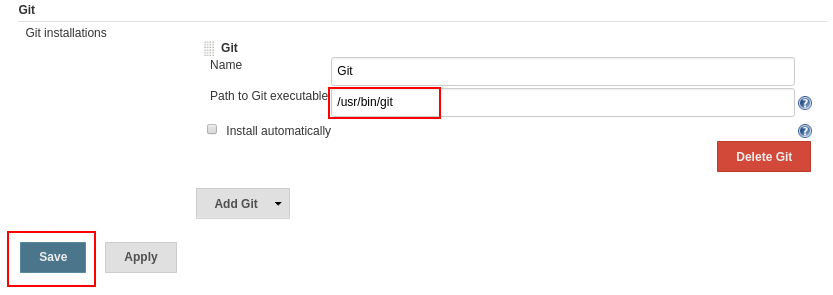 Git
Git installations
Git
Name
Git
Path to Git executable
/usr/bin/git
?
Install automatically
?
Delete Git
Add Git
Save
Apply